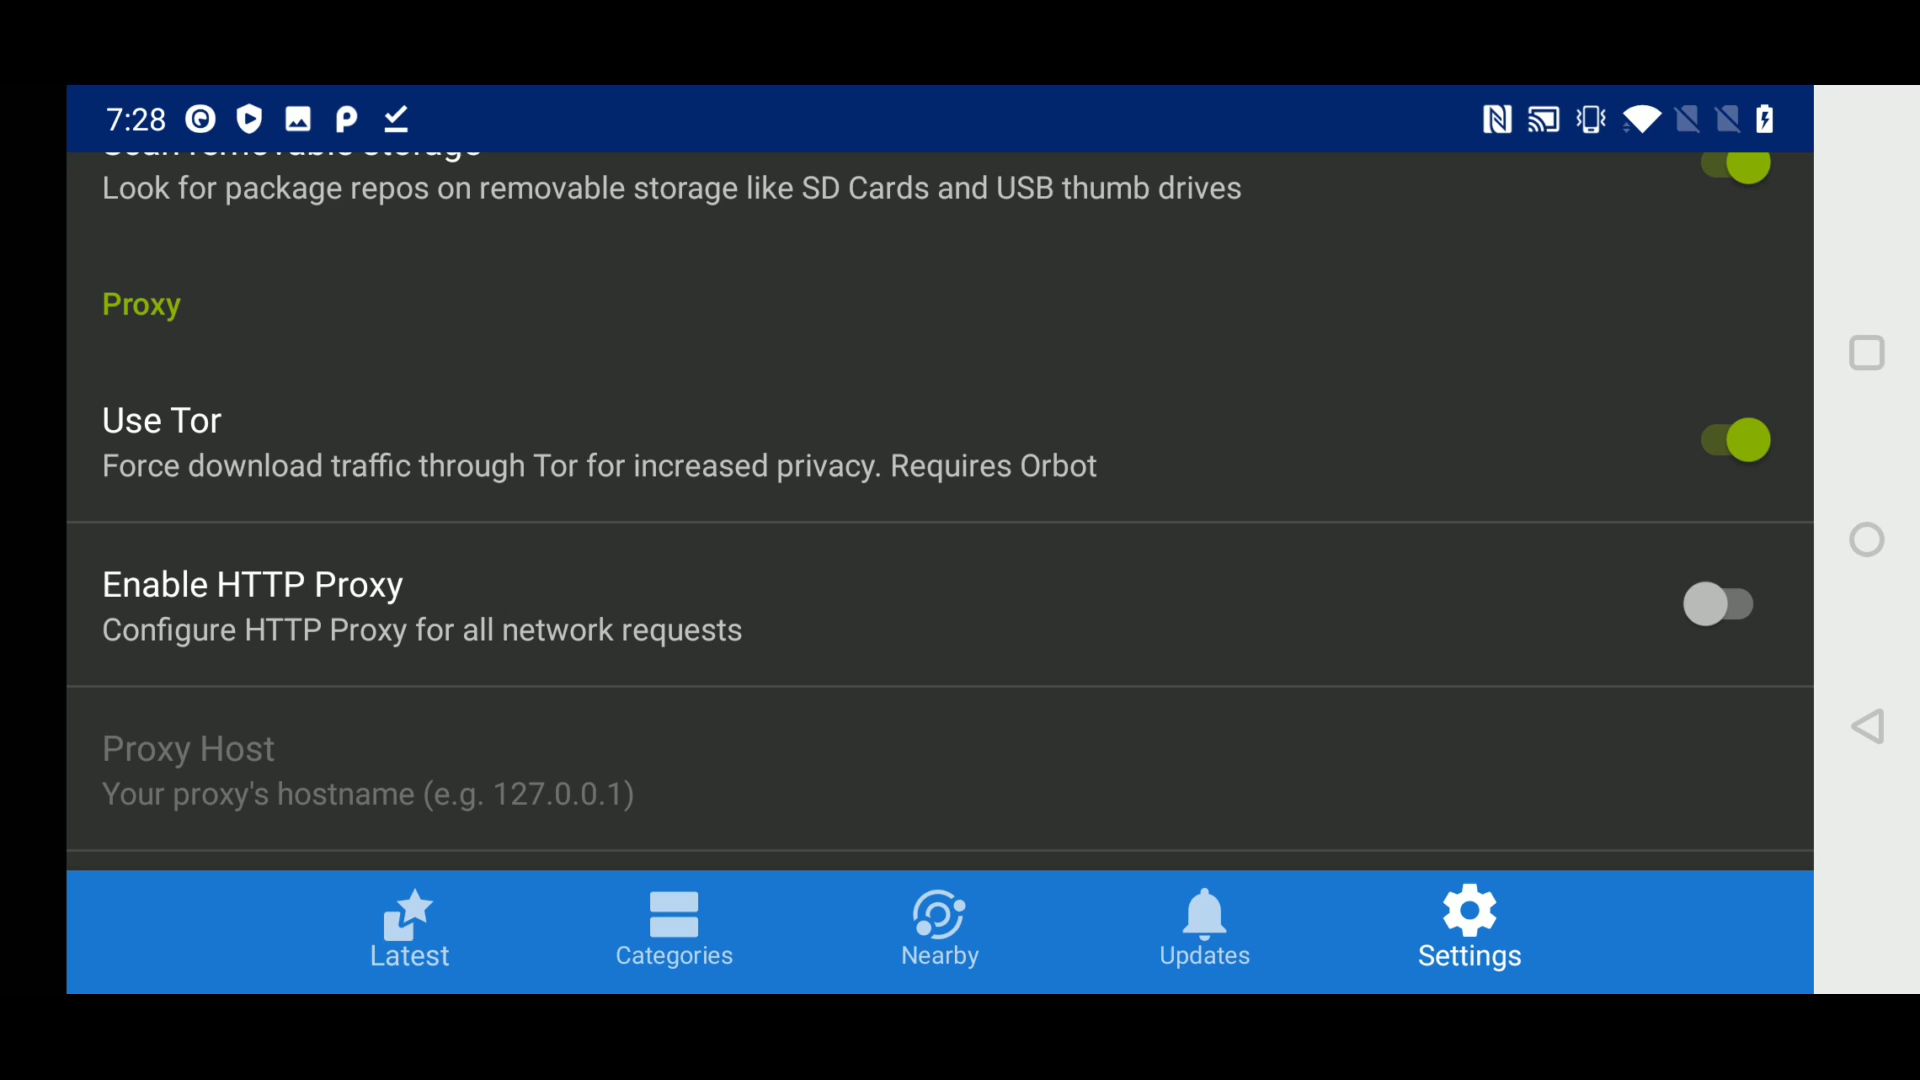 7:28
Look for package repos on removable storage like SD Cards and USB thumb drives
Proxy
Use Tor
Force download traffic through Tor for increased privacy. Requires Orbot
Enable HTTP Proxy
Configure HTTP Proxy for all network requests
Proxy Host
Your proxy's hostname (e.g. 127.0.0.1)
Latest
Categories
Nearby
Updates
Settings